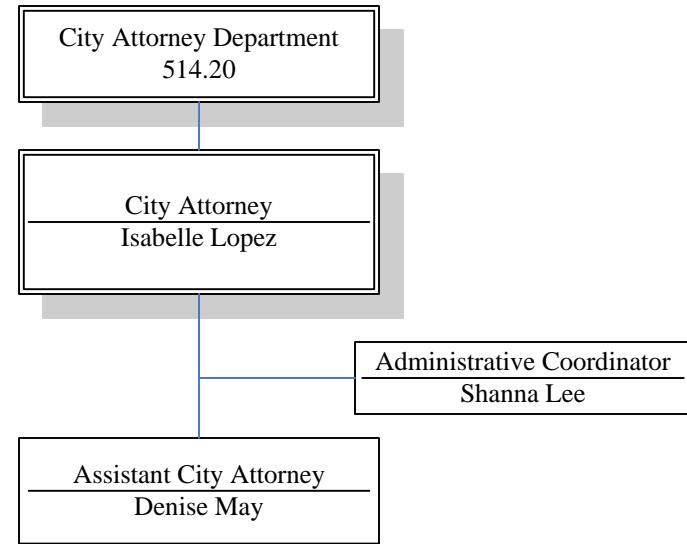 City Attorney Department
514.20
City Attorney
Isabelle Lopez
Administrative Coordinator
Shanna Lee
Assistant City Attorney
Denise May